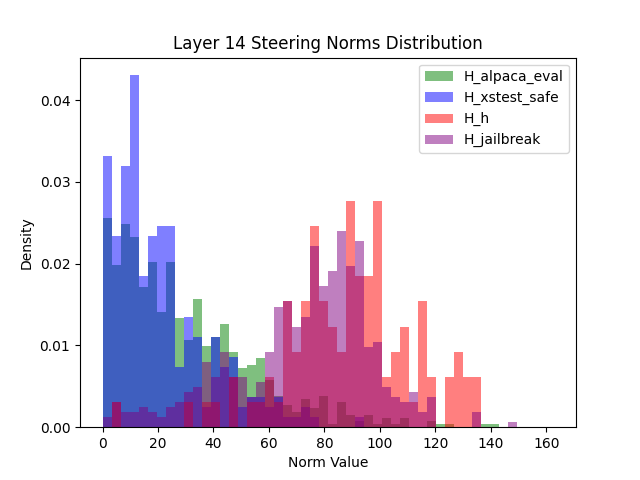 Layer 14 Steering Norms Distribution
H_alpaca_eval
H_xstest_safe
H_h
H_jailbreak
Density
0.04
0.03
0.02
0.01
0.00
0 20 40 60 80 100 120 140 160
Norm Value